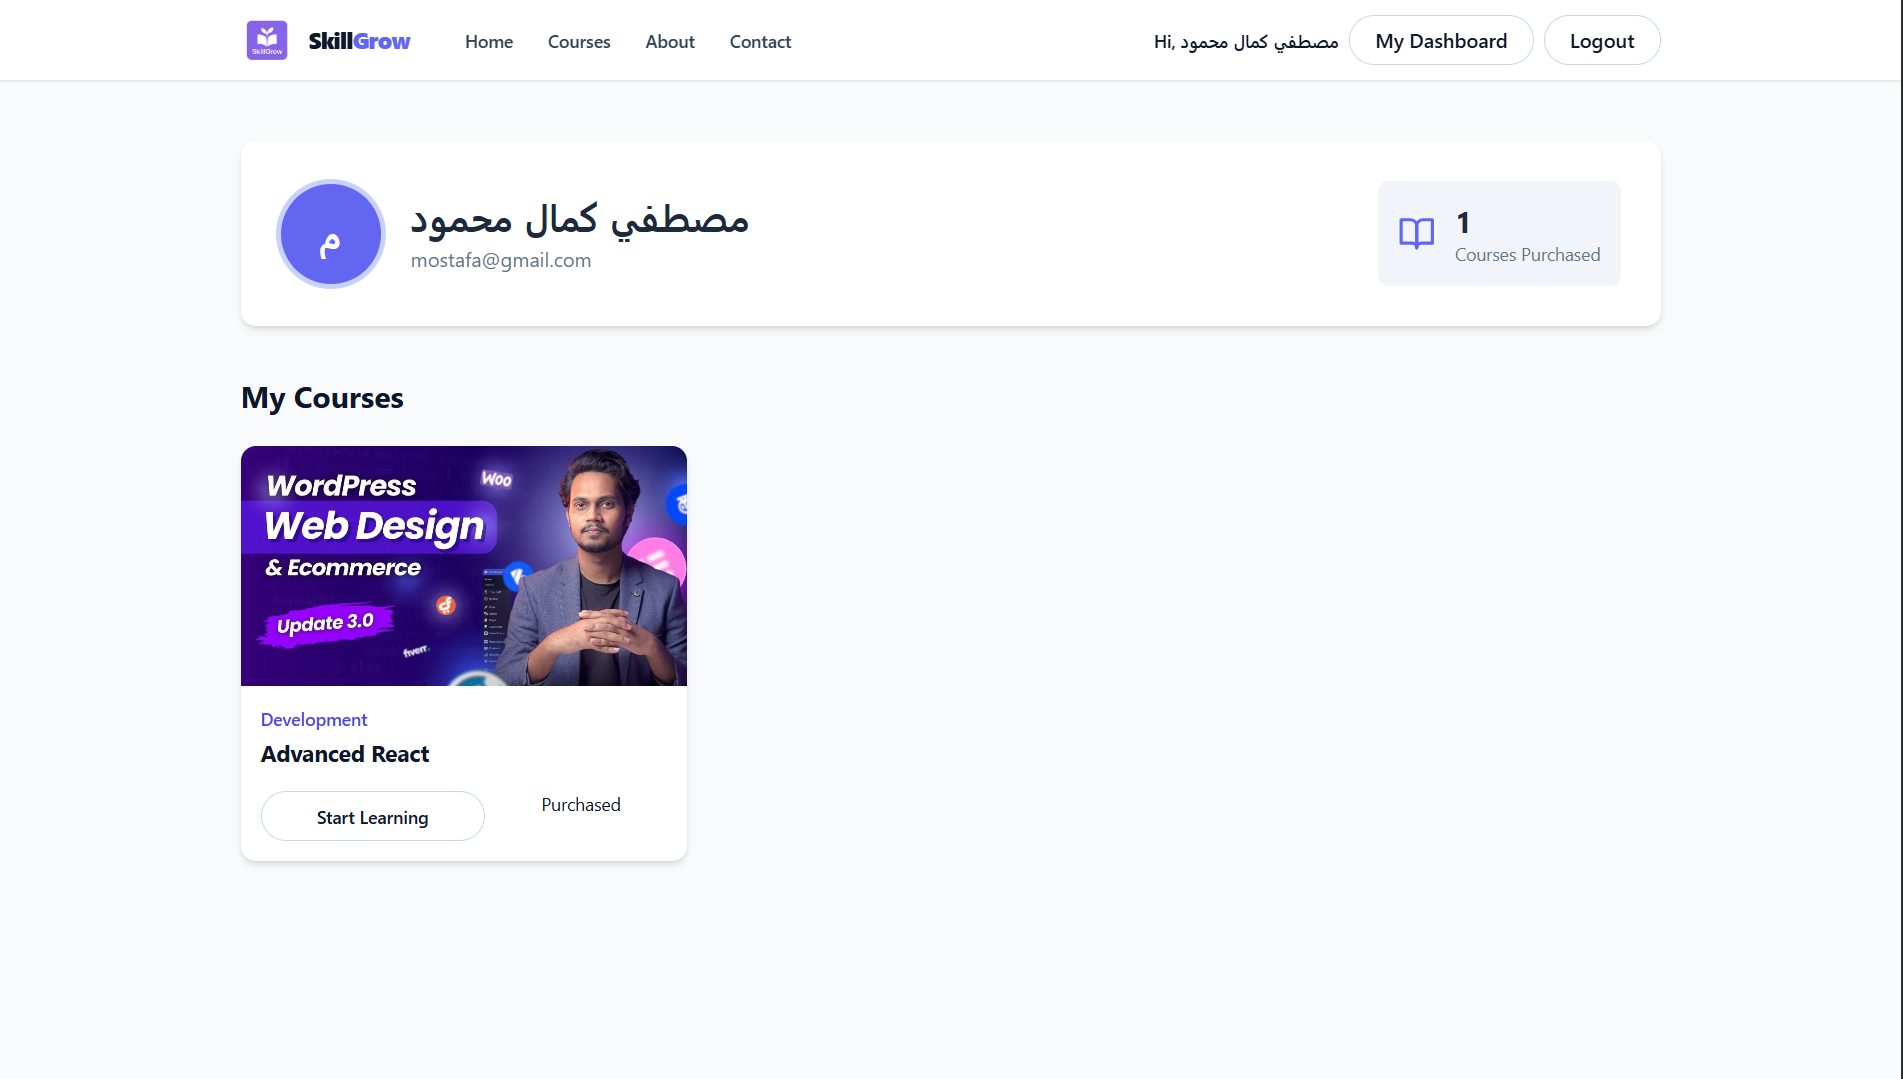 SkillGrow
SkillGrow
Home
Courses
About
Contact
Hi, مصطفي كمال محمود
My Dashboard
Logout
م
مصطفي كمال محمود
mostafa@gmail.com
1
Courses Purchased
My Courses
WordPress
Woo
Web Design
& Ecommerce
Update 3.0
fiverr.
Development
Advanced React
Start Learning
Purchased